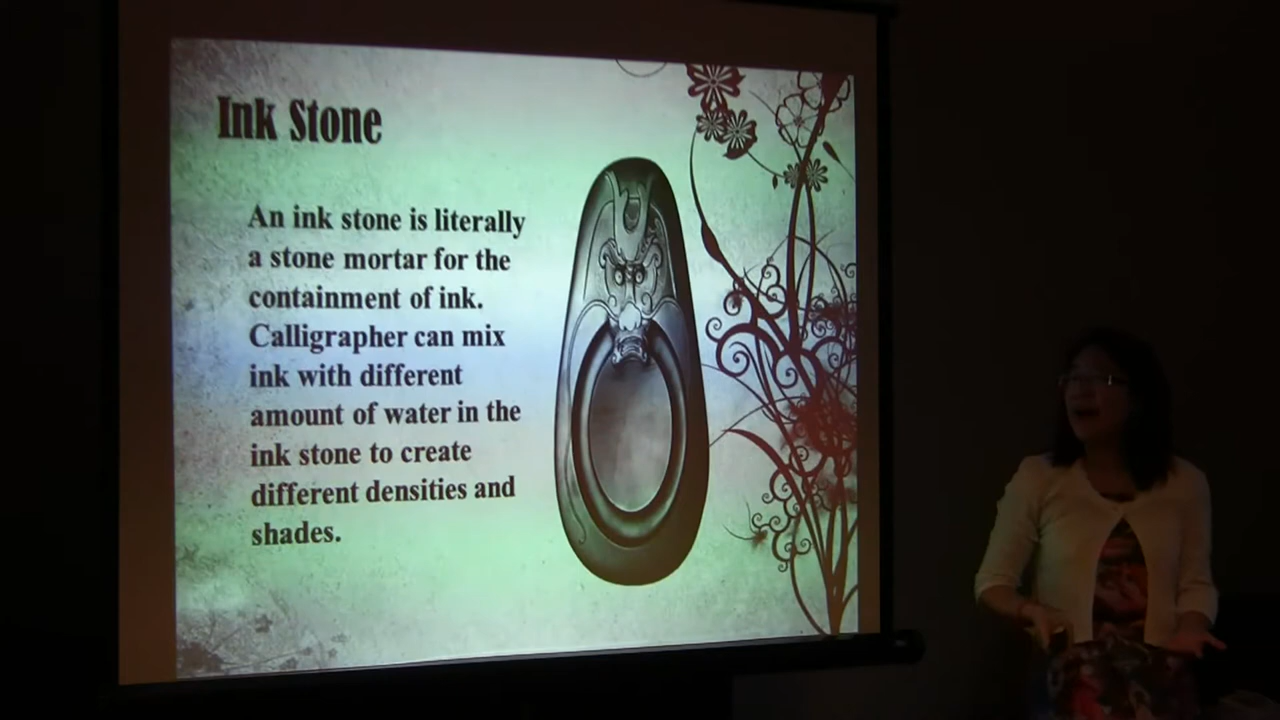 Ink Stone
An ink stone is literally
a stone mortar for the
containment of ink.
Calligrapher can mix
ink with different
amount of water in the
ink stone to create
different densities and
shades.